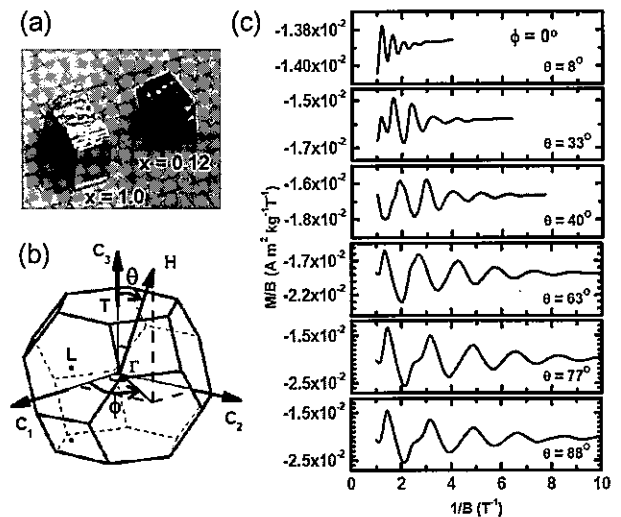 (a)
x = 1.0
x = 0.12
(b)
C3
θ
H
T
L
Γ
ϕ
C1
C2
(c)
M/B (A m² kg⁻¹T⁻¹)
-1.38x10⁻²
-1.40x10⁻²
ϕ = 0°
θ = 8°
-1.5x10⁻²
-1.7x10⁻²
θ = 33°
-1.6x10⁻²
-1.8x10⁻²
θ = 40°
-1.7x10⁻²
-2.2x10⁻²
θ = 63°
-1.5x10⁻²
-2.5x10⁻²
θ = 77°
-1.5x10⁻²
-2.5x10⁻²
θ = 88°
0 2 4 6 8 10
1/B (T⁻¹)